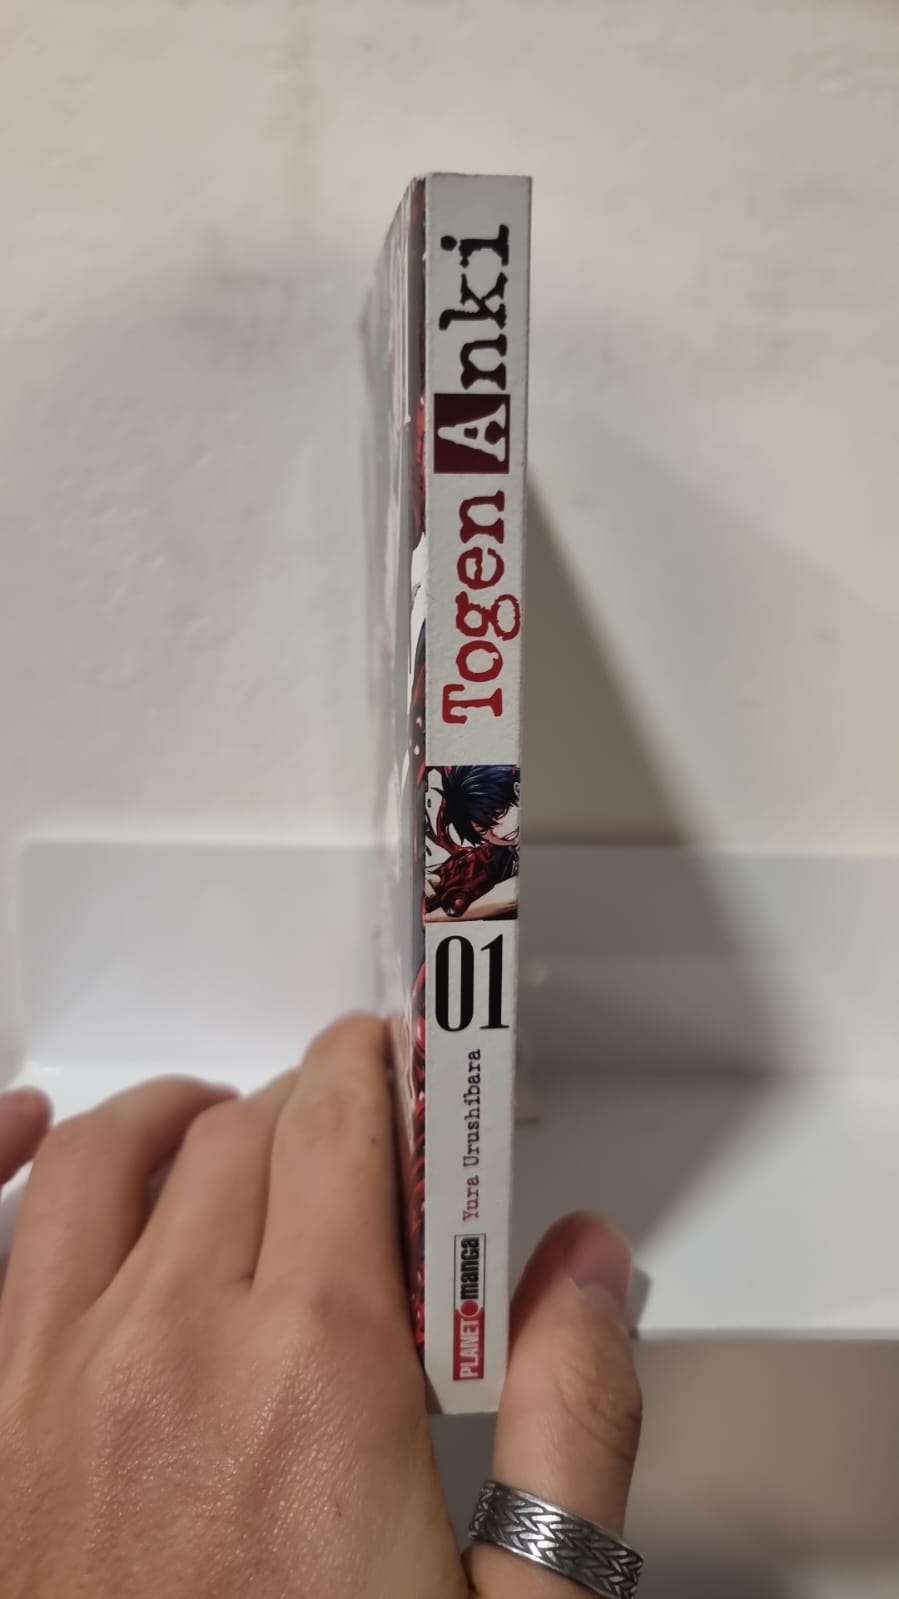 Togen Anki
01
Yura Urushibara
PLANET manga